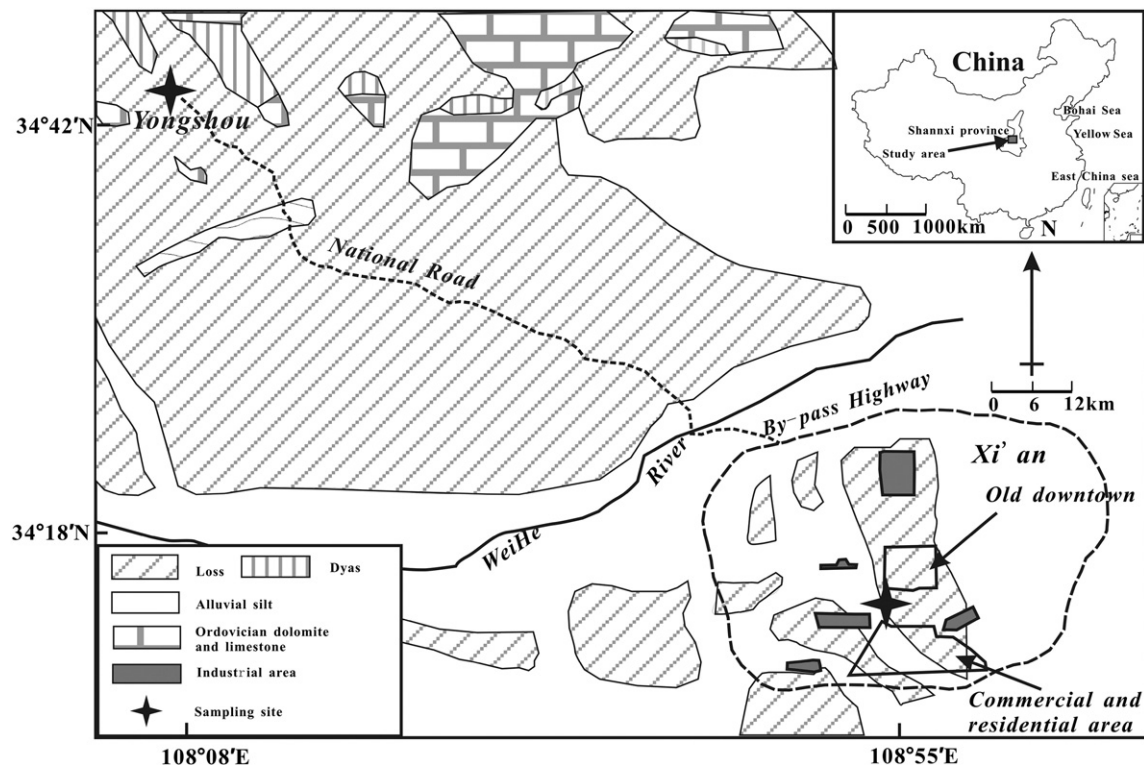 China
Bohai Sea
Shannxi province
Yellow Sea
Study area
East China sea
0 500 1000km
N
34°42′N
Yongshou
National Road
0 6 12km
By-pass Highway
River
WeiHe
Xi’ an
Old downtown
34°18′N
Loss
Dyas
Alluvial silt
Ordovician dolomite
and limestone
Industrial area
Sampling site
Commercial and
residential area
108°08′E
108°55′E